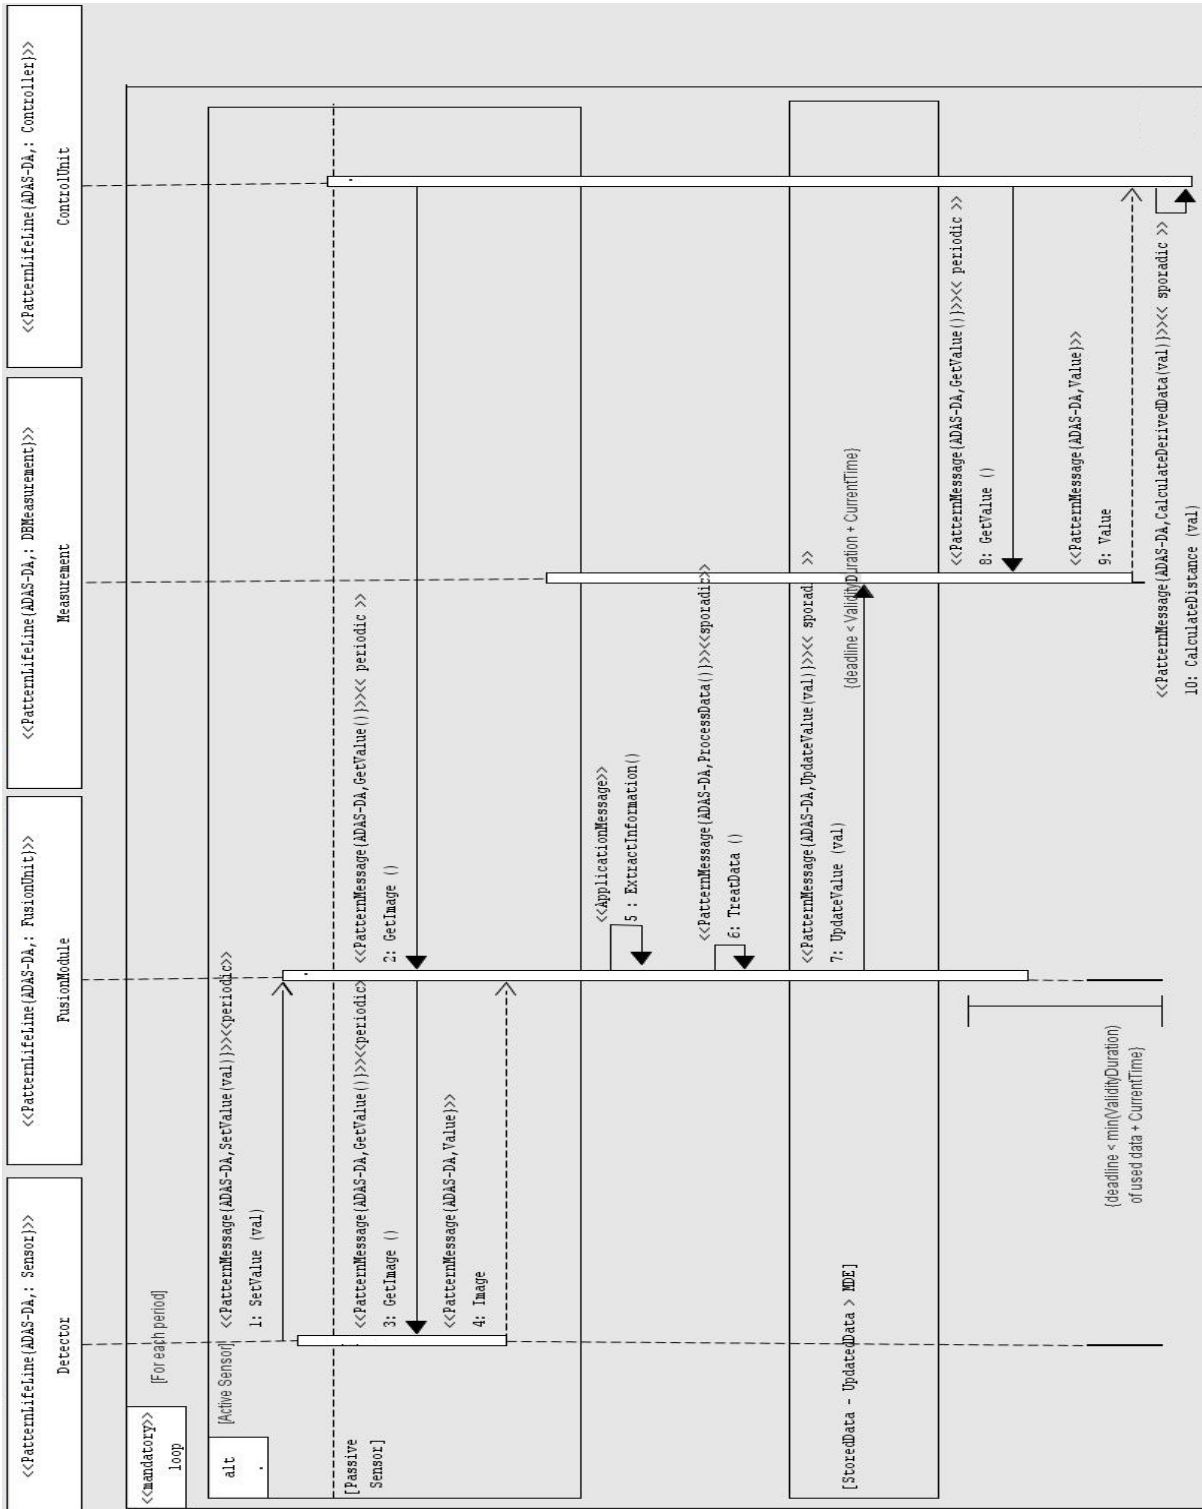 <<PatternLifeLine{ADAS-DA,: Sensor}>>
Detector
<<PatternLifeLine{ADAS-DA,: FusionUnit}>>
FusionModule
<<PatternLifeLine{ADAS-DA,: DBMeasurement}>>
Measurement
<<PatternLifeLine{ADAS-DA,: Controller}>>
ControlUnit
<<mandatory>>
loop
[For each period]
alt
[Active Sensor]
<<PatternMessage{ADAS-DA,SetValue(val)}>><<periodic>>
1: SetValue (val)
[Passive
Sensor]
<<PatternMessage{ADAS-DA,GetValue()}>><<periodic>
3: GetImage ()
<<PatternMessage{ADAS-DA,GetValue()}>><< periodic >>
2: GetImage ()
<<PatternMessage{ADAS-DA,Value}>>
4: Image
<<ApplicationMessage>>
5 : ExtractInformation()
<<PatternMessage{ADAS-DA,ProcessData()}>><<sporadic>>
6: TreatData ()
<<PatternMessage{ADAS-DA,UpdateValue(val)}>><< sporad >>
7: UpdateValue (val)
[StoredData - UpdatedData > MDE]
{deadline < ValidityDuration + CurrentTime}
<<PatternMessage{ADAS-DA,GetValue()}>><< periodic >>
8: GetValue ()
<<PatternMessage{ADAS-DA,Value}>>
9: Value
{deadline < min(ValidityDuration)
of used data + CurrentTime}
<<PatternMessage{ADAS-DA,CalculateDerivedData(val)}>><< sporadic >>
10: CalculateDistance (val)